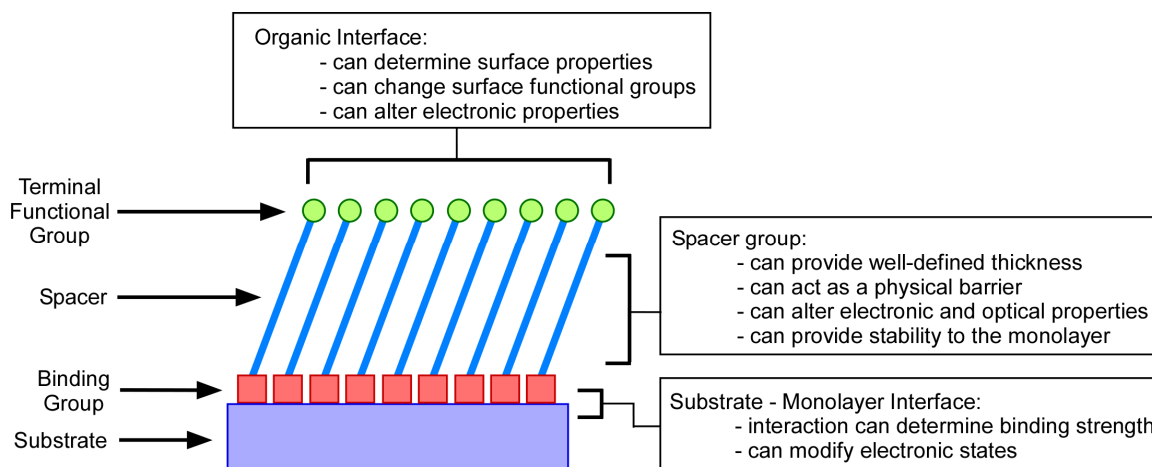 Organic Interface:
- can determine surface properties
- can change surface functional groups
- can alter electronic properties
Terminal
Functional
Group
Spacer
Binding
Group
Substrate
Spacer group:
- can provide well-defined thickness
- can act as a physical barrier
- can alter electronic and optical properties
- can provide stability to the monolayer
Substrate - Monolayer Interface:
- interaction can determine binding strength
- can modify electronic states